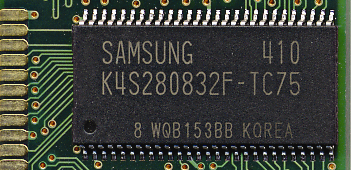 SAMSUNG 410
K4S280832F-TC75
8 WQB153BB KOREA